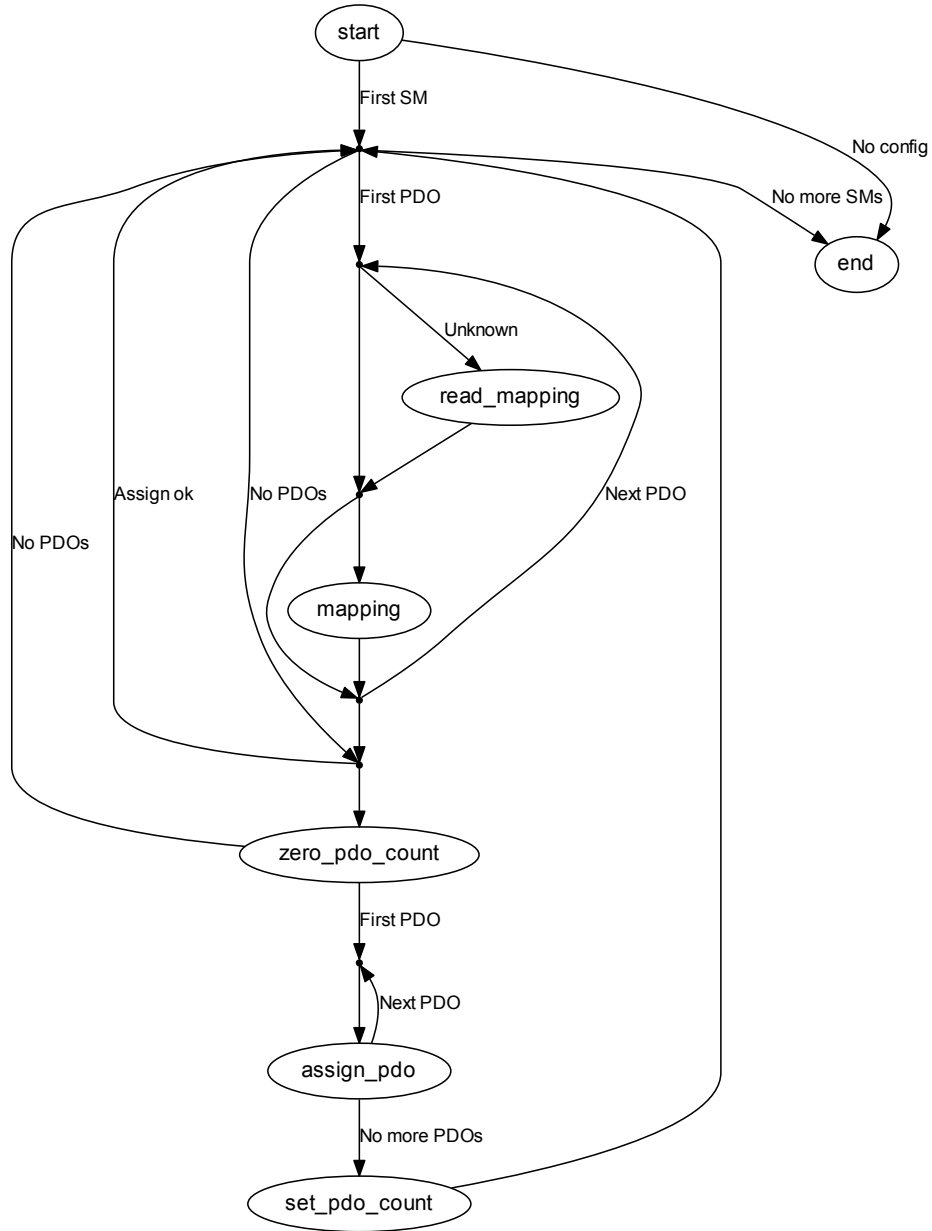 start
First SM
No config
First PDO
No more SMs
end
Unknown
read_mapping
No PDOs
Assign ok
No PDOs
Next PDO
mapping
zero_pdo_count
First PDO
Next PDO
assign_pdo
No more PDOs
set_pdo_count